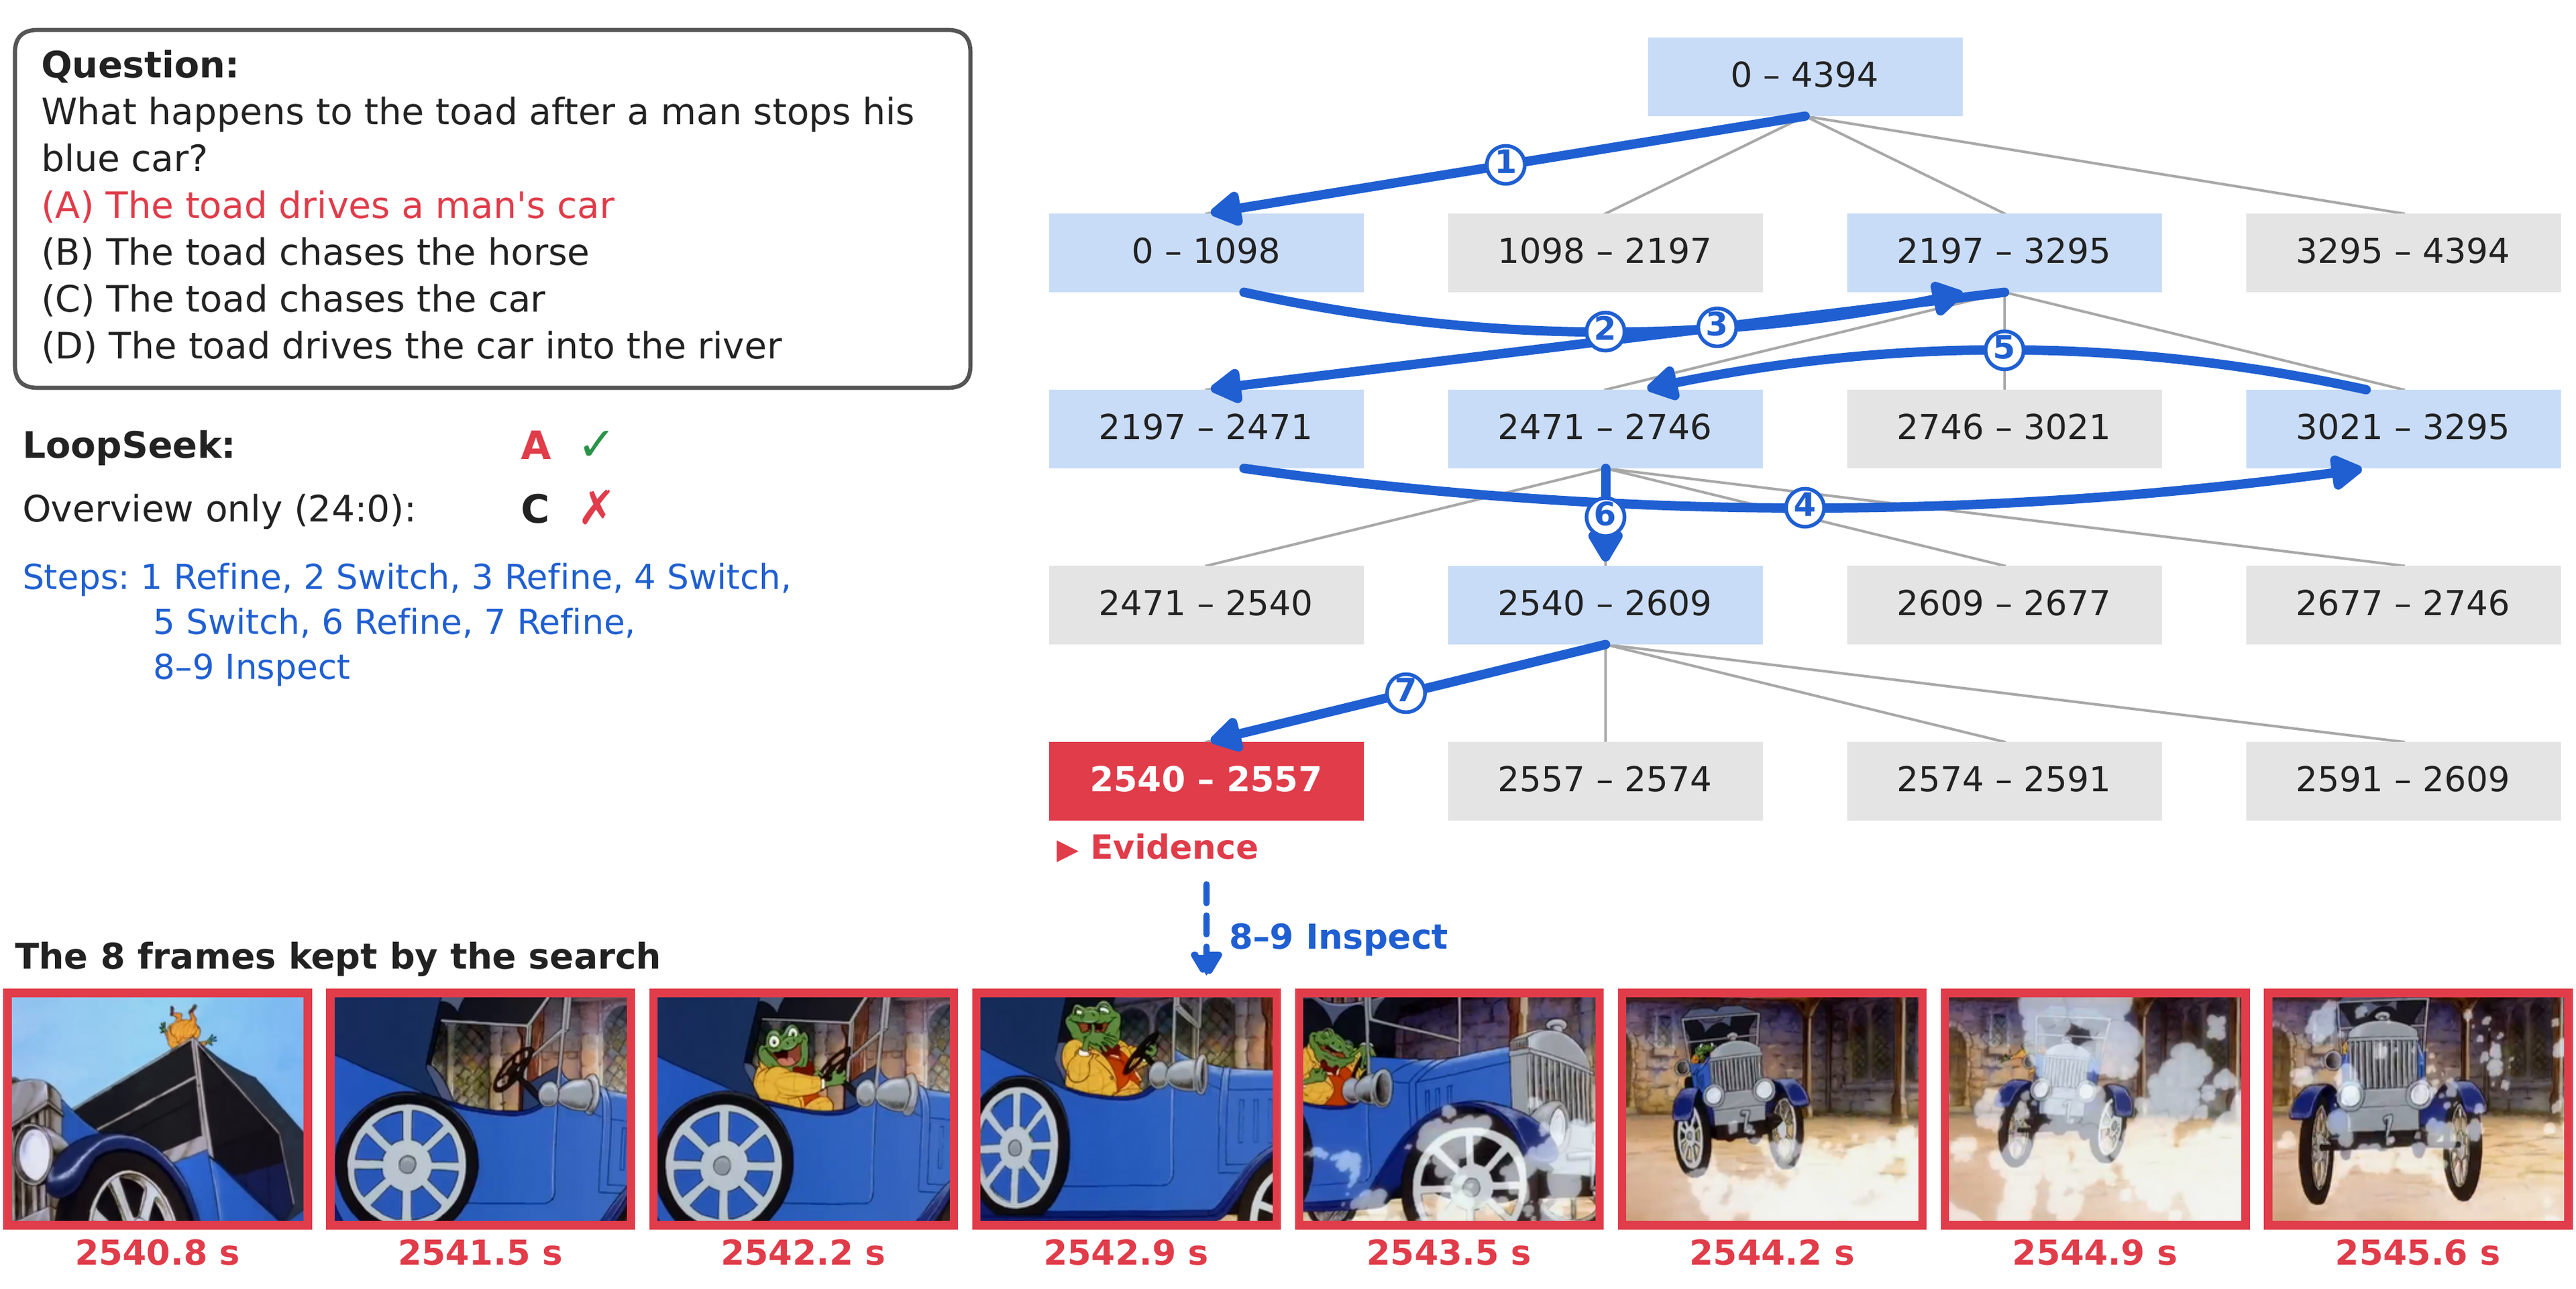 Question:
What happens to the toad after a man stops his
blue car?
(A) The toad drives a man's car
(B) The toad chases the horse
(C) The toad chases the car
(D) The toad drives the car into the river
LoopSeek: A ✓
Overview only (24:0): C ✗
Steps: 1 Refine, 2 Switch, 3 Refine, 4 Switch,
5 Switch, 6 Refine, 7 Refine,
8–9 Inspect
0 – 4394
1
0 – 1098
1098 – 2197
2197 – 3295
3295 – 4394
2
3
5
2197 – 2471
2471 – 2746
2746 – 3021
3021 – 3295
4
6
2471 – 2540
2540 – 2609
2609 – 2677
2677 – 2746
7
2540 – 2557
2557 – 2574
2574 – 2591
2591 – 2609
▶ Evidence
8–9 Inspect
The 8 frames kept by the search
2540.8 s
2541.5 s
2542.2 s
2542.9 s
2543.5 s
2544.2 s
2544.9 s
2545.6 s